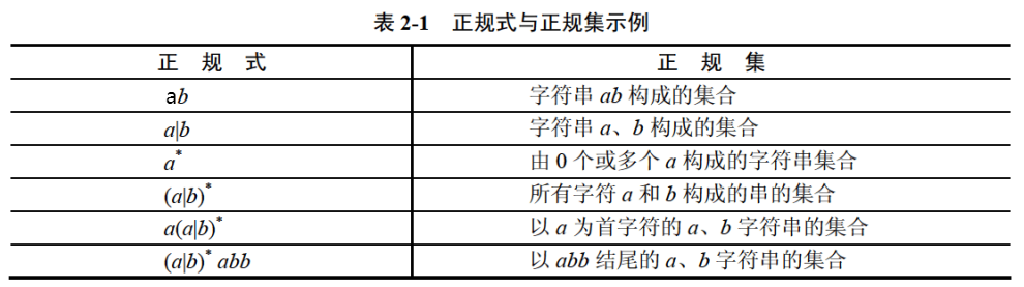 表 2-1 正规式与正规集示例
正 规 式 正 规 集
ab 字符串 ab 构成的集合
a|b 字符串 a、b 构成的集合
a* 由 0 个或多个 a 构成的字符串集合
(a|b)* 所有字符 a 和 b 构成的串的集合
a(a|b)* 以 a 为首字符的 a、b 字符串的集合
(a|b)* abb 以 abb 结尾的 a、b 字符串的集合